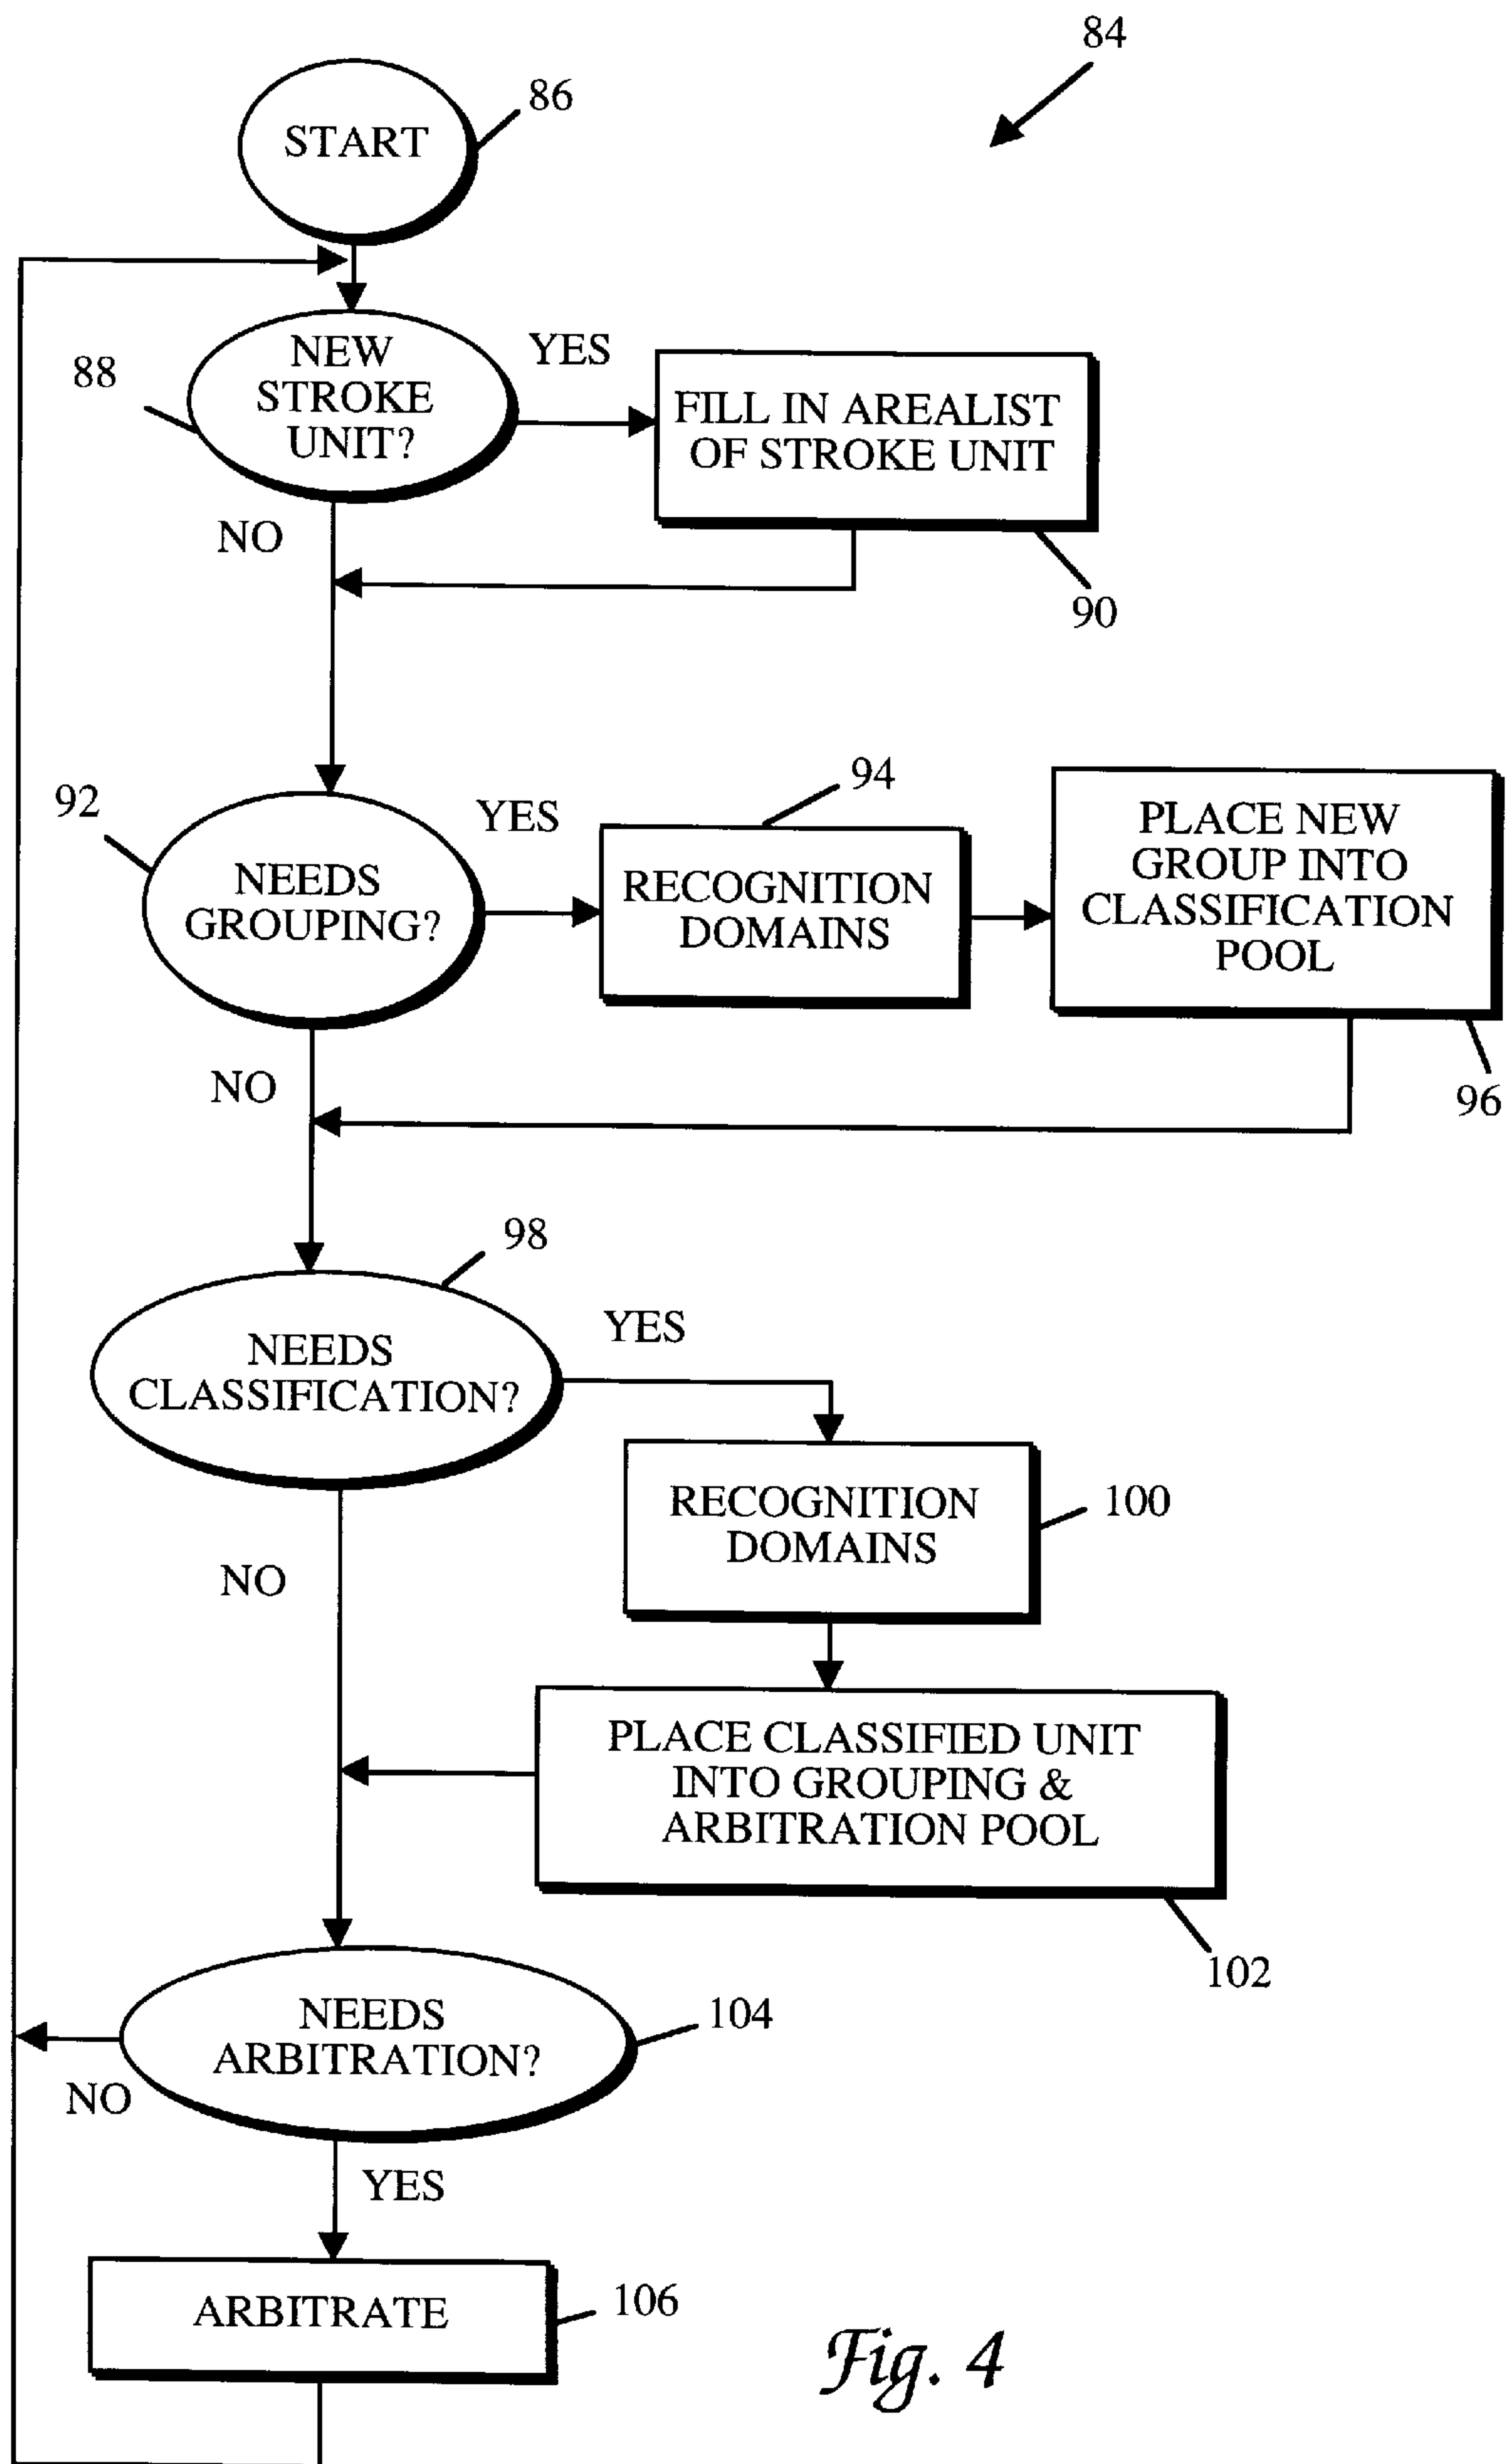 84
86
START
NEW
STROKE
UNIT?
88
YES
FILL IN AREALIST
OF STROKE UNIT
NO
90
92
NEEDS
GROUPING?
YES
94
RECOGNITION
DOMAINS
PLACE NEW
GROUP INTO
CLASSIFICATION
POOL
96
NO
98
NEEDS
CLASSIFICATION?
YES
RECOGNITION
DOMAINS
100
NO
PLACE CLASSIFIED UNIT
INTO GROUPING &
ARBITRATION POOL
102
NEEDS
ARBITRATION?
104
NO
YES
ARBITRATE
106
Fig. 4